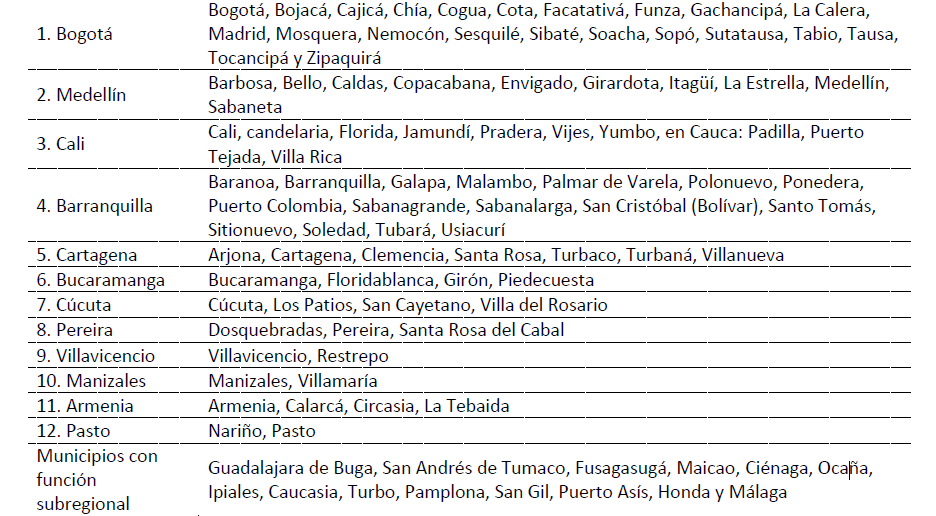 Bogotá, Bojacá, Cajicá, Chía, Cogua, Cota, Facatativá, Funza, Gachancipá, La Calera,
1. Bogotá
Madrid, Mosquera, Nemocón, Sesquilé, Sibaté, Soacha, Sopó, Sutatausa, Tabio, Tausa,
Tocancipá y Zipaquirá
2. Medellín
Barbosa, Bello, Caldas, Copacabana, Envigado, Girardota, Itagüí, La Estrella, Medellín,
Sabaneta
3. Cali
Cali, candelaria, Florida, Jamundí, Pradera, Vijes, Yumbo, en Cauca: Padilla, Puerto
Tejada, Villa Rica
4. Barranquilla
Baranoa, Barranquilla, Galapa, Malambo, Palmar de Varela, Polonuevo, Ponedera,
Puerto Colombia, Sabanagrande, Sabanalarga, San Cristóbal (Bolívar), Santo Tomás,
Sitionuevo, Soledad, Tubará, Usiacurí
5. Cartagena
Arjona, Cartagena, Clemencia, Santa Rosa, Turbaco, Turbaná, Villanueva
6. Bucaramanga
Bucaramanga, Floridablanca, Girón, Piedecuesta
7. Cúcuta
Cúcuta, Los Patios, San Cayetano, Villa del Rosario
8. Pereira
Dosquebradas, Pereira, Santa Rosa del Cabal
9. Villavicencio
Villavicencio, Restrepo
10. Manizales
Manizales, Villamaría
11. Armenia
Armenia, Calarcá, Circasia, La Tebaida
12. Pasto
Nariño, Pasto
Municipios con
función
subregional
Guadalajara de Buga, San Andrés de Tumaco, Fusagasugá, Maicao, Ciénaga, Ocaña,
Ipiales, Caucasia, Turbo, Pamplona, San Gil, Puerto Asís, Honda y Málaga